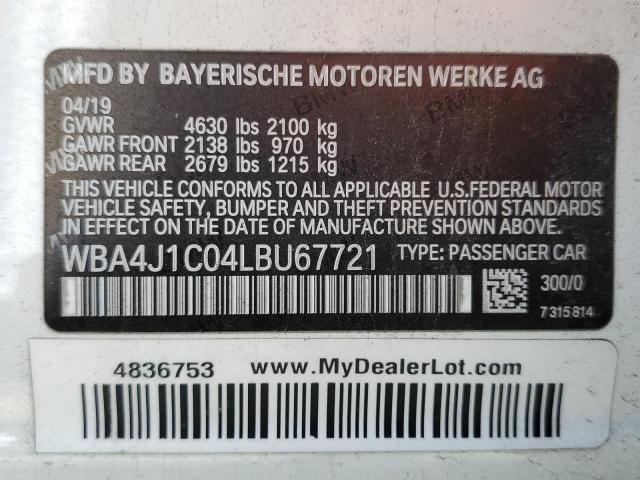 MFD BY BAYERISCHE MOTOREN WERKE AG
04/19
GVWR 4630 lbs 2100 kg
GAWR FRONT 2138 lbs 970 kg
GAWR REAR 2679 lbs 1215 kg
THIS VEHICLE CONFORMS TO ALL APPLICABLE U.S.FEDERAL MOTOR
VEHICLE SAFETY, BUMPER AND THEFT PREVENTION STANDARDS
IN EFFECT ON THE DATE OF MANUFACTURE SHOWN ABOVE.
WBA4J1C04LBU67721 TYPE: PASSENGER CAR
300/0
7 315 814
4836753 www.MyDealerLot.com